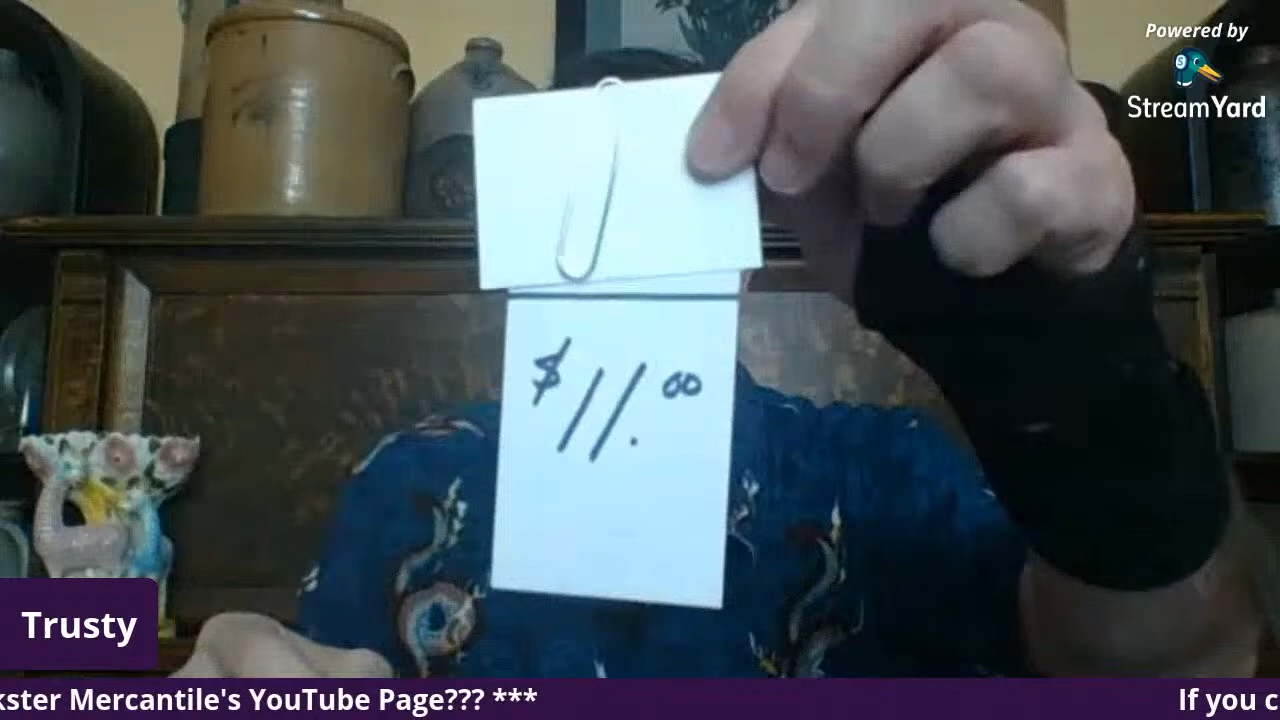 Powered by
StreamYard
$11.00
Trusty
kster Mercantile's YouTube Page??? *** If you c